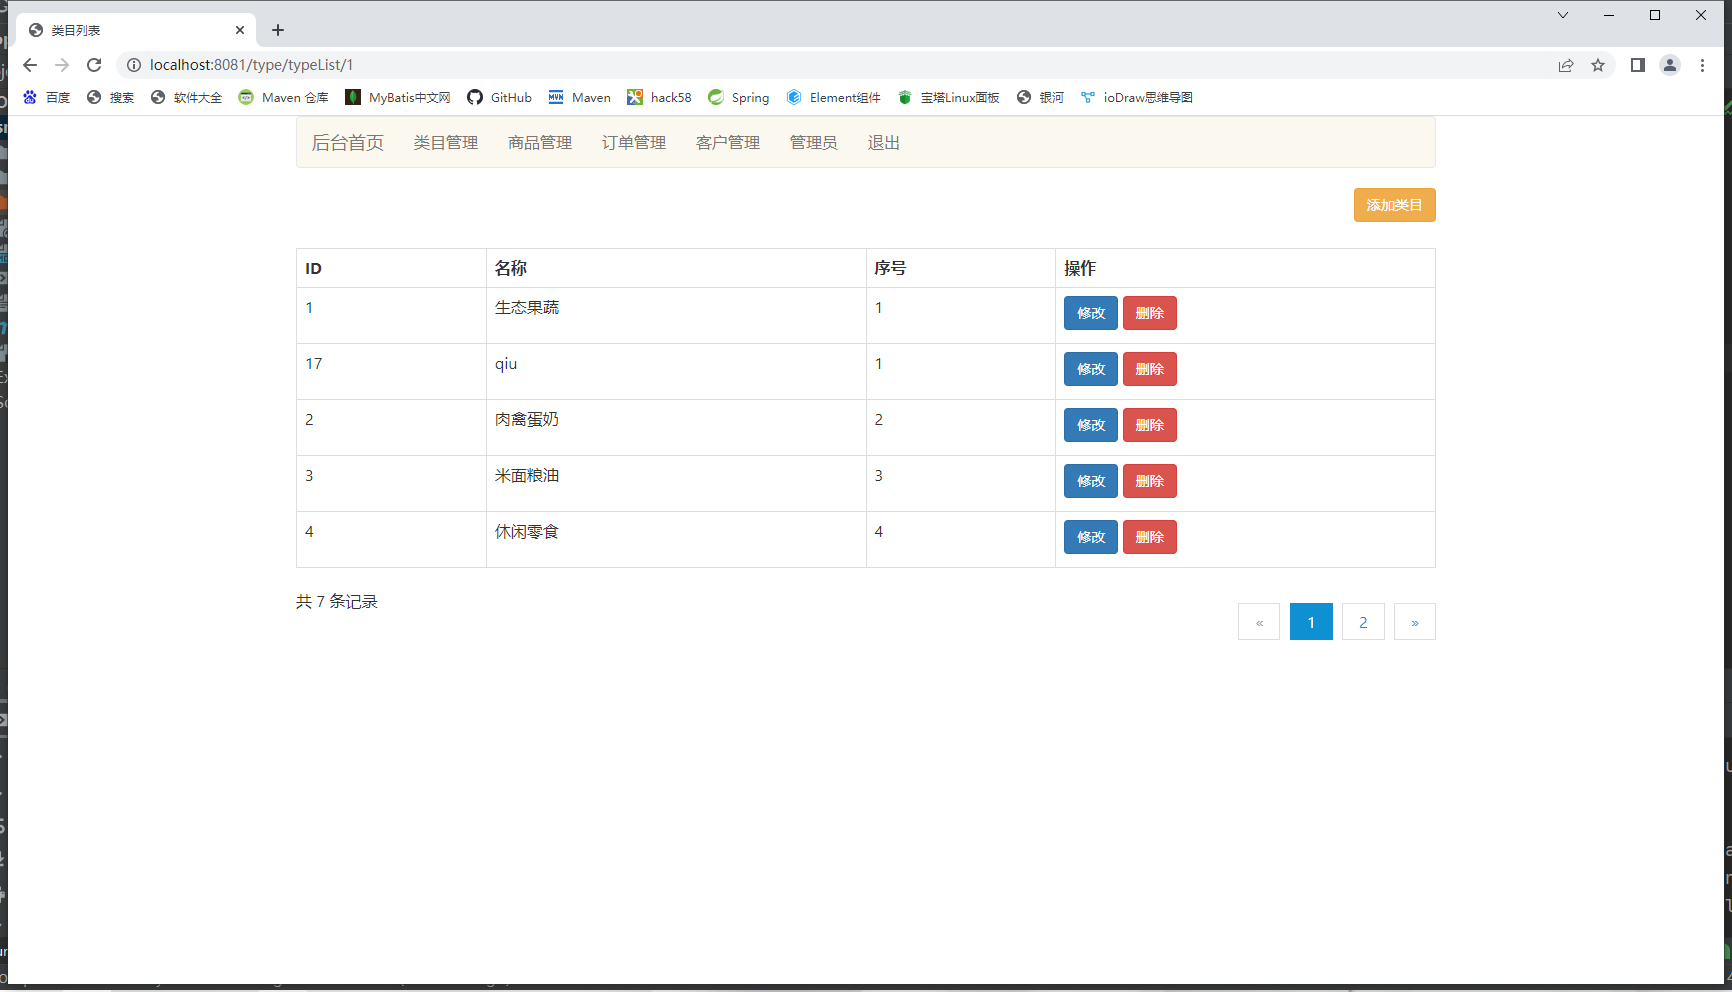 类目列表
localhost:8081/type/typeList/1
百度 搜索 软件大全 Maven 仓库 MyBatis中文网 GitHub Maven hack58 Spring Element组件 宝塔Linux面板 银河 ioDraw思维导图
后台首页 类目管理 商品管理 订单管理 客户管理 管理员 退出
添加类目
ID 名称 序号 操作
1 生态果蔬 1 修改 删除
17 qiu 1 修改 删除
2 肉禽蛋奶 2 修改 删除
3 米面粮油 3 修改 删除
4 休闲零食 4 修改 删除
共 7 条记录
« 1 2 »